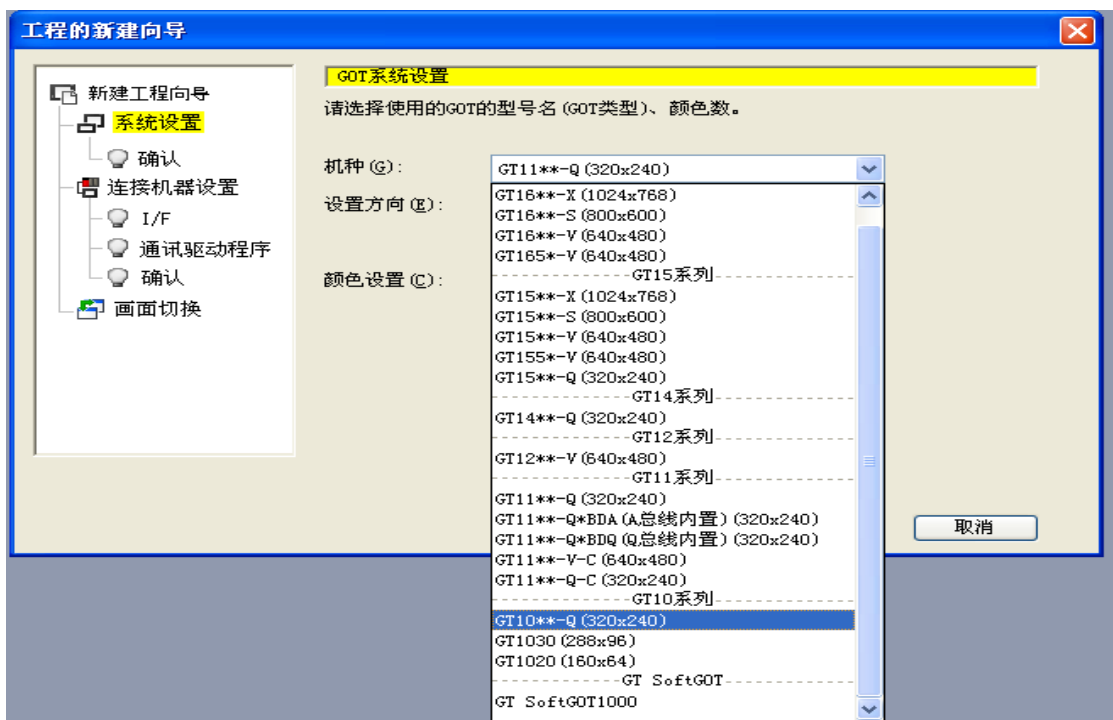 工程的新建向导
新建工程向导
系统设置
确认
连接机器设置
I/F
通讯驱动程序
确认
画面切换
GOT系统设置
请选择使用的GOT的型号名(GOT类型)、颜色数。
机种(G):
GT11**-Q(320x240)
设置方向(E):
颜色设置(C):
GT16**-X(1024x768)
GT16**-S(800x600)
GT16**-V(640x480)
GT165*-V(640x480)
--------------GT15系列--------------
GT15**-X(1024x768)
GT15**-S(800x600)
GT15**-V(640x480)
GT155*-V(640x480)
GT15**-Q(320x240)
--------------GT14系列--------------
GT14**-Q(320x240)
--------------GT12系列--------------
GT12**-V(640x480)
--------------GT11系列--------------
GT11**-Q(320x240)
GT11**-Q*BDA(A总线内置)(320x240)
GT11**-Q*BDQ(Q总线内置)(320x240)
GT11**-V-C(640x480)
GT11**-Q-C(320x240)
--------------GT10系列--------------
GT10**-Q(320x240)
GT1030(288x96)
GT1020(160x64)
-------------GT SoftGOT-------------
GT SoftGOT1000
取消